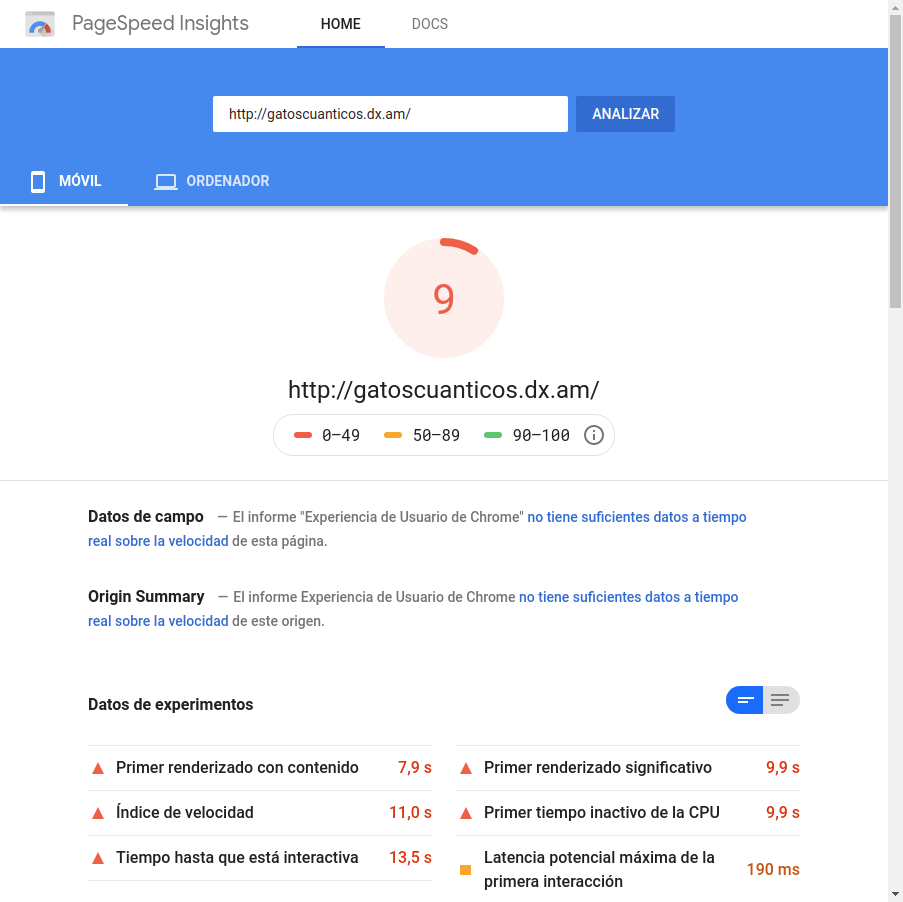 PageSpeed Insights HOME DOCS
http://gatoscuanticos.dx.am/ ANALIZAR
MÓVIL ORDENADOR
9
http://gatoscuanticos.dx.am/
0–49 50–89 90–100
Datos de campo — El informe "Experiencia de Usuario de Chrome" no tiene suficientes datos a tiempo
real sobre la velocidad de esta página.
Origin Summary — El informe Experiencia de Usuario de Chrome no tiene suficientes datos a tiempo
real sobre la velocidad de este origen.
Datos de experimentos
Primer renderizado con contenido 7,9 s
Primer renderizado significativo 9,9 s
Índice de velocidad 11,0 s
Primer tiempo inactivo de la CPU 9,9 s
Tiempo hasta que está interactiva 13,5 s
Latencia potencial máxima de la
primera interacción 190 ms